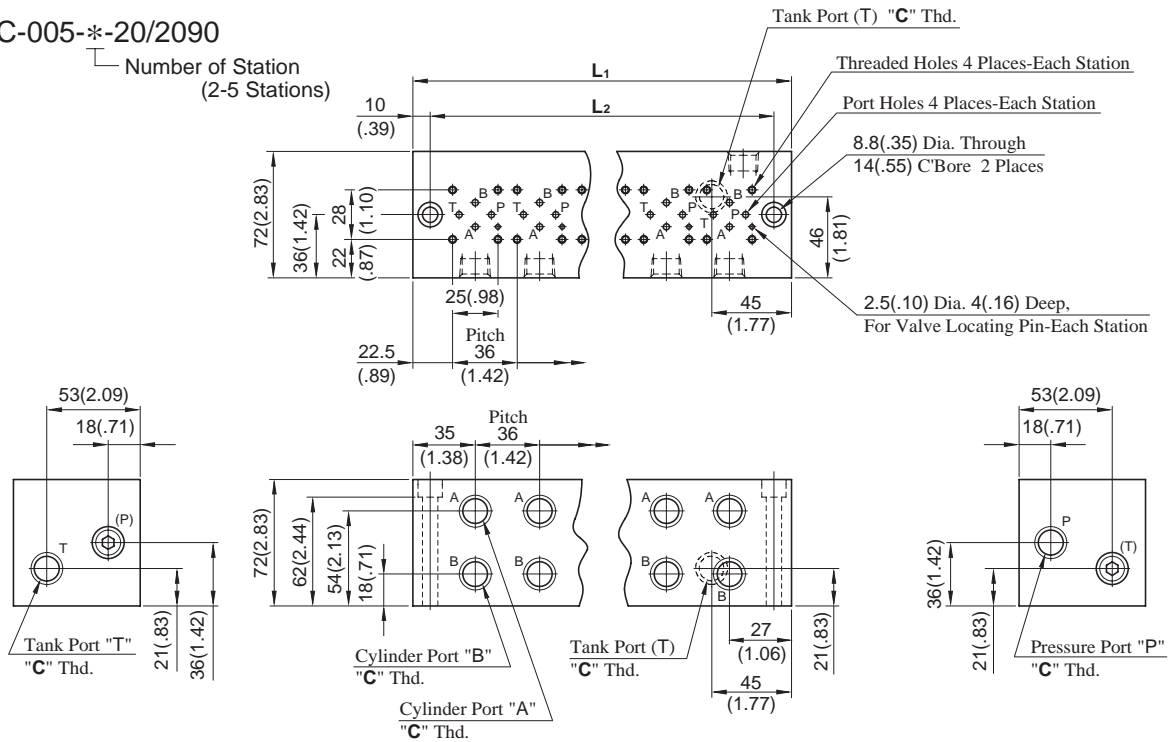 C-005-*-20/2090
Number of Station
(2-5 Stations)
Tank Port (T) "C" Thd.
L1
Threaded Holes 4 Places-Each Station
L2
10
(.39)
Port Holes 4 Places-Each Station
8.8(.35) Dia. Through
14(.55) C'Bore 2 Places
72(2.83)
36(1.42)
28
(1.10)
22
(.87)
T B P A
T B P A
T B P A
T B P A
46
(1.81)
25(.98)
45
(1.77)
2.5(.10) Dia. 4(.16) Deep,
For Valve Locating Pin-Each Station
Pitch
36
(1.42)
22.5
(.89)
53(2.09)
18(.71)
T
(P)
21(.83)
36(1.42)
Tank Port "T"
"C" Thd.
35
(1.38)
Pitch
36
(1.42)
72(2.83)
62(2.44)
54(2.13)
18(.71)
A A A A
B B B B
27
(1.06)
45
(1.77)
21(.83)
Cylinder Port "B"
"C" Thd.
Cylinder Port "A"
"C" Thd.
Tank Port (T)
"C" Thd.
53(2.09)
18(.71)
P
(T)
36(1.42)
21(.83)
Pressure Port "P"
"C" Thd.